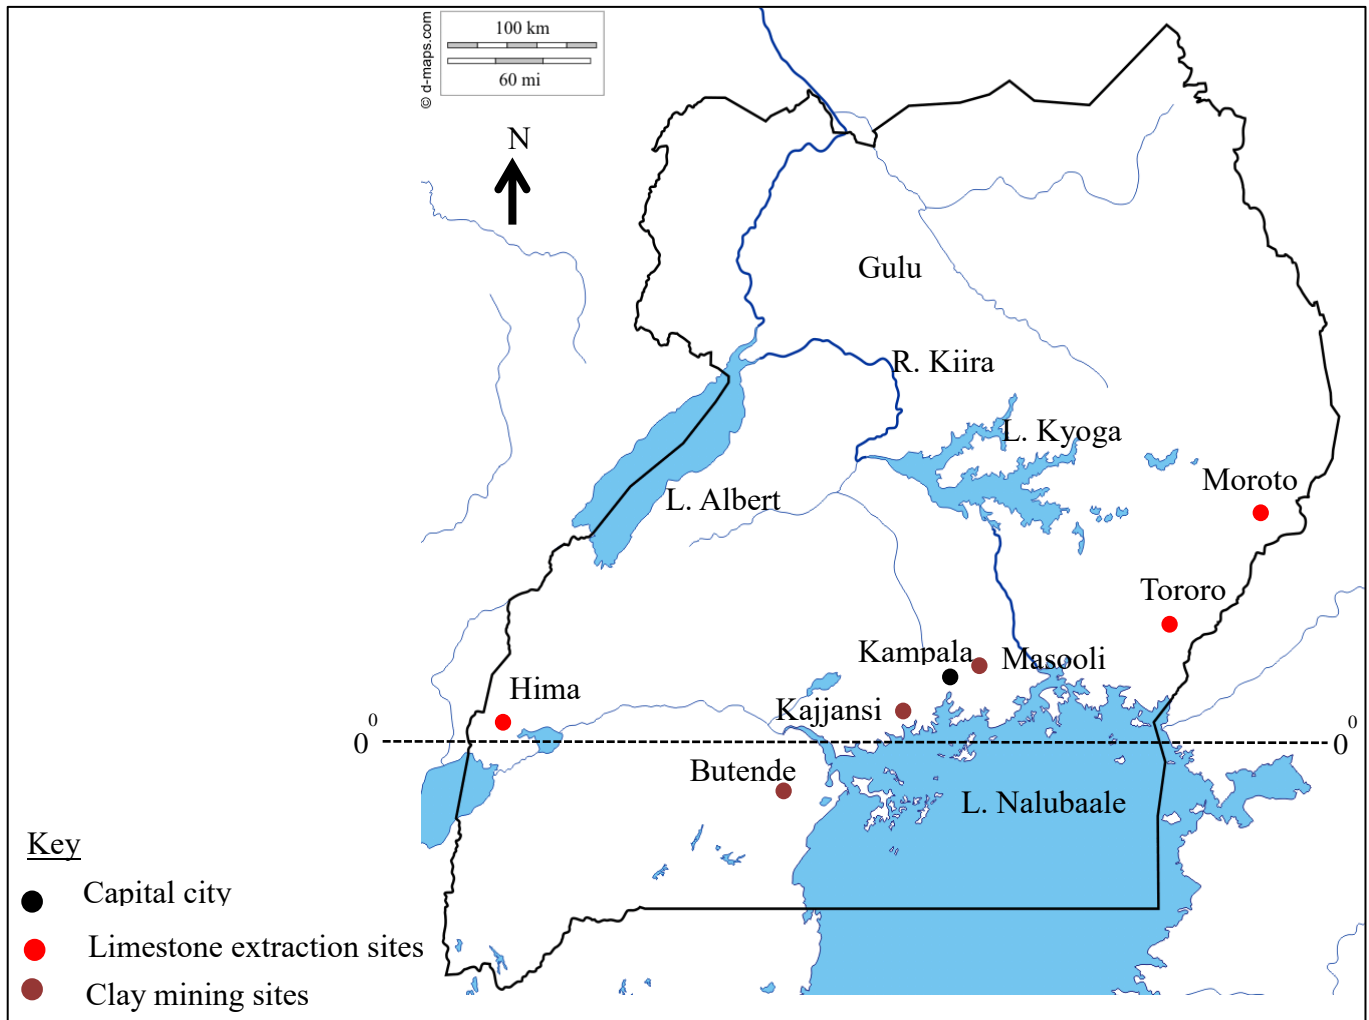 © d-maps.com
100 km
60 mi
N
Gulu
R. Kiira
L. Kyoga
Moroto
L. Albert
Tororo
Kampala
Masooli
Hima
Kajjansi
0 0
0 0
Butende
L. Nalubaale
Key
Capital city
Limestone extraction sites
Clay mining sites